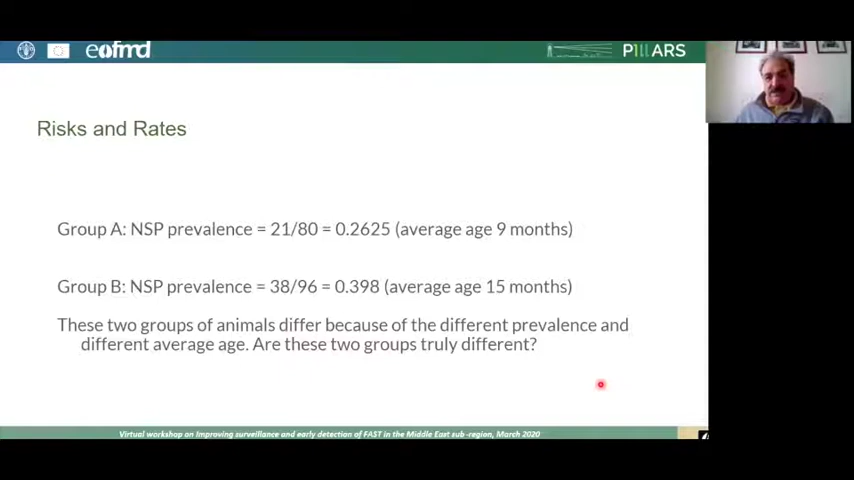 eofmd
PILLARS
Risks and Rates
Group A: NSP prevalence = 21/80 = 0.2625 (average age 9 months)
Group B: NSP prevalence = 38/96 = 0.398 (average age 15 months)
These two groups of animals differ because of the different prevalence and
different average age. Are these two groups truly different?
Virtual workshop on Improving surveillance and early detection of FAST in the Middle East sub-region, March 2020